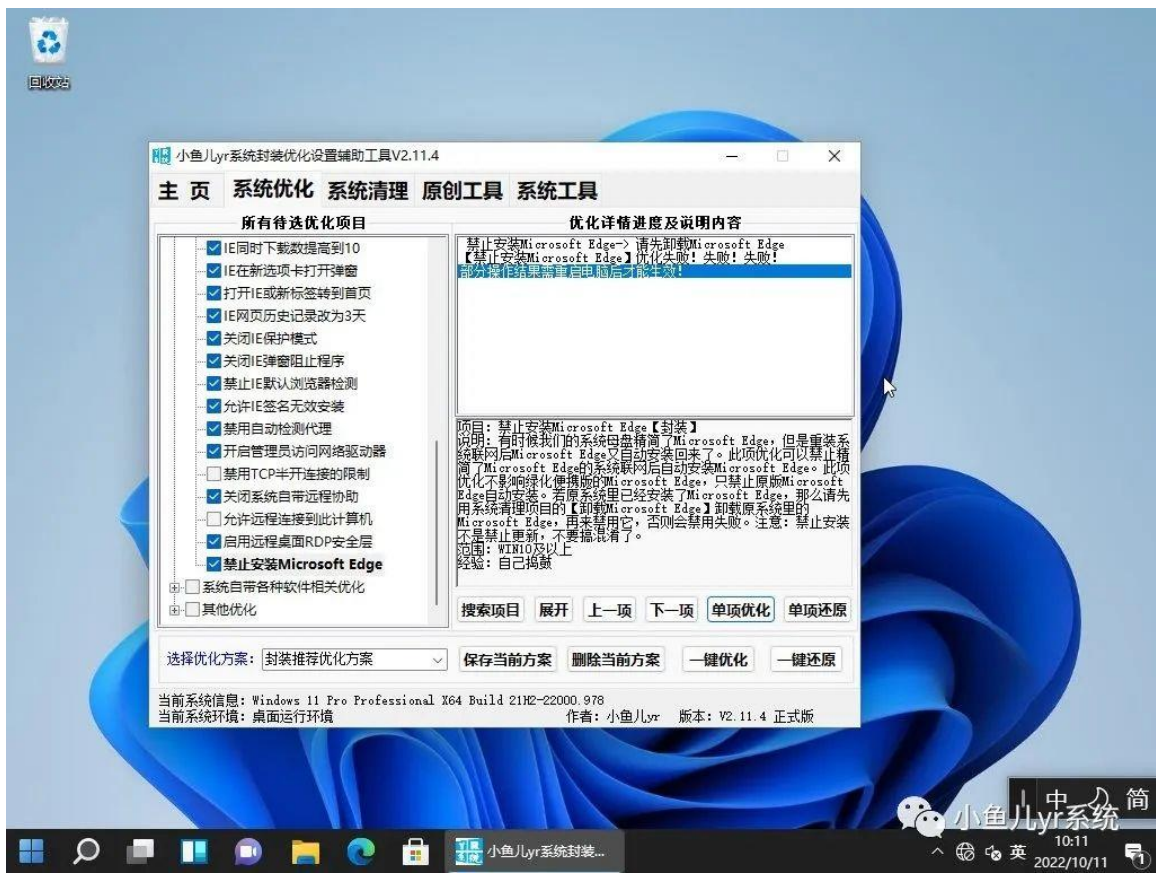 回收站
小鱼儿yr系统封装优化设置辅助工具V2.11.4
主 页 系统优化 系统清理 原创工具 系统工具
所有待选优化项目
IE同时下载数提高到10
IE在新选项卡打开弹窗
打开IE或新标签转到首页
IE网页历史记录改为3天
关闭IE保护模式
关闭IE弹窗阻止程序
禁止IE默认浏览器检测
允许IE签名无效安装
禁用自动检测代理
开启管理员访问网络驱动器
禁用TCP半开连接的限制
关闭系统自带远程协助
允许远程连接到此计算机
启用远程桌面RDP安全层
禁止安装Microsoft Edge
系统自带各种软件相关优化
其他优化
优化详情进度及说明内容
禁止安装Microsoft Edge-> 请先卸载Microsoft Edge
【禁止安装Microsoft Edge】优化失败！失败！失败！
部分操作结果需重启电脑后才能生效！
项目：禁止安装Microsoft Edge【封装】
说明：有时候我们的系统母盘精简了Microsoft Edge，但是重装系
统联网后Microsoft Edge又自动安装回来了。此项优化可以禁止精
简了Microsoft Edge的系统联网后自动安装Microsoft Edge。此项
优化不影响绿化便携版的Microsoft Edge，只禁止原版Microsoft
Edge自动安装。若原系统里已经安装了Microsoft Edge，那么请先
用系统清理项目的【卸载Microsoft Edge】卸载原系统里的
Microsoft Edge，再来禁用它，否则会禁用失败。注意：禁止安装
不是禁止更新，不要搞混淆了。
范围：WIN10及以上
经验：自己捣鼓
搜索项目 展开 上一项 下一项 单项优化 单项还原
选择优化方案： 封装推荐优化方案 保存当前方案 删除当前方案 一键优化 一键还原
当前系统信息：Windows 11 Pro Professional X64 Build 21H2-22000.978
当前系统环境：桌面运行环境 作者：小鱼儿yr 版本：V2.11.4 正式版
中 简
小鱼儿yr系统
小鱼儿yr系统封装...
英
10:11
2022/10/11
1